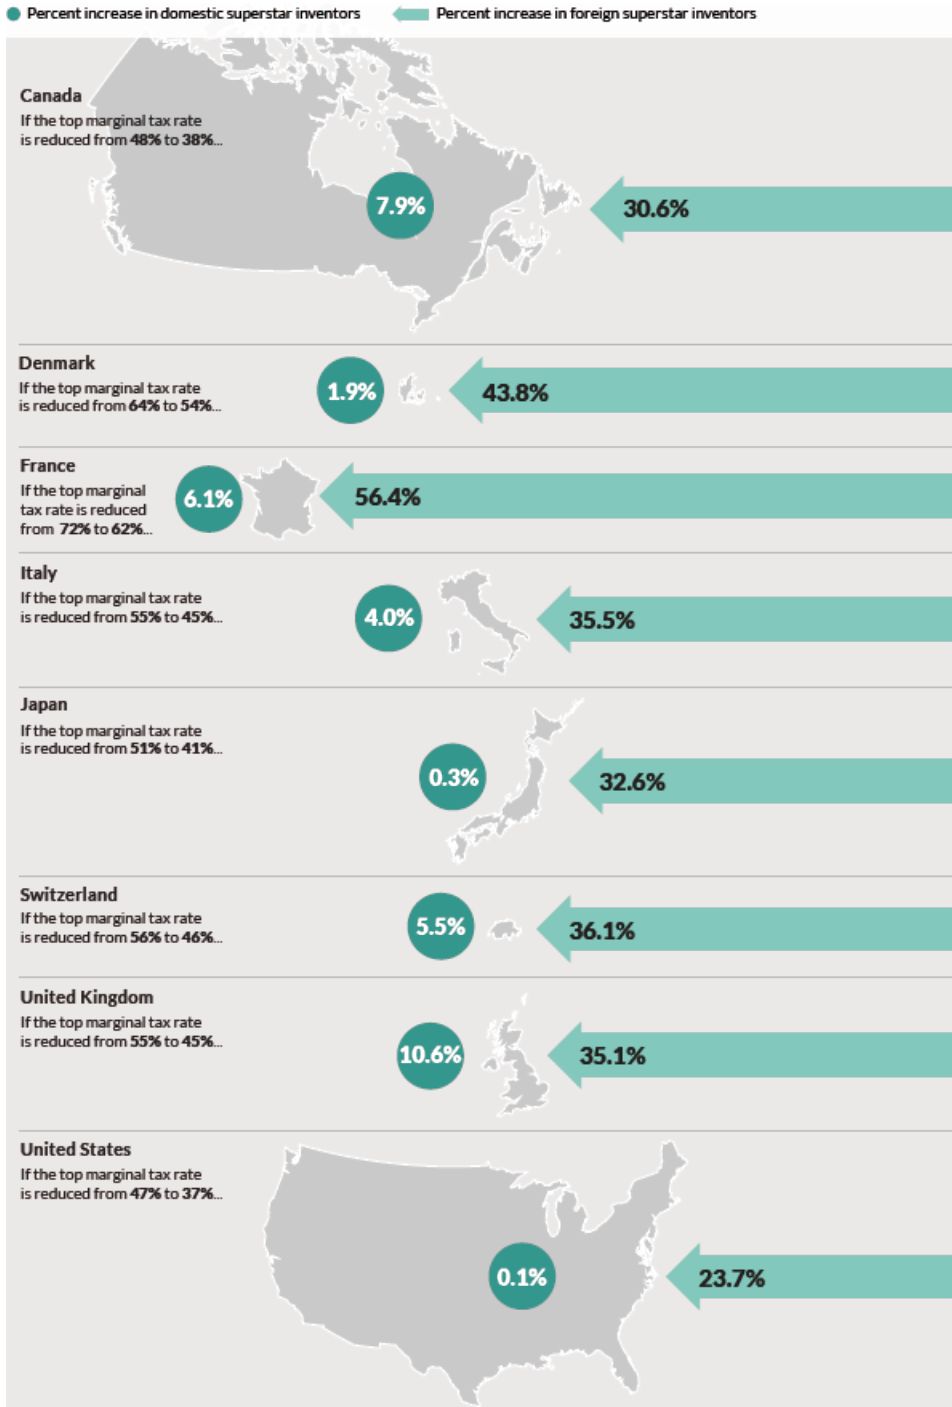 Percent increase in domestic superstar inventors
Percent increase in foreign superstar inventors
Canada
If the top marginal tax rate
is reduced from 48% to 38%...
7.9%
30.6%
Denmark
If the top marginal tax rate
is reduced from 64% to 54%...
1.9%
43.8%
France
If the top marginal
tax rate is reduced
from 72% to 62%...
6.1%
56.4%
Italy
If the top marginal tax rate
is reduced from 55% to 45%...
4.0%
35.5%
Japan
If the top marginal tax rate
is reduced from 51% to 41%...
0.3%
32.6%
Switzerland
If the top marginal tax rate
is reduced from 56% to 46%...
5.5%
36.1%
United Kingdom
If the top marginal tax rate
is reduced from 55% to 45%...
10.6%
35.1%
United States
If the top marginal tax rate
is reduced from 47% to 37%...
0.1%
23.7%